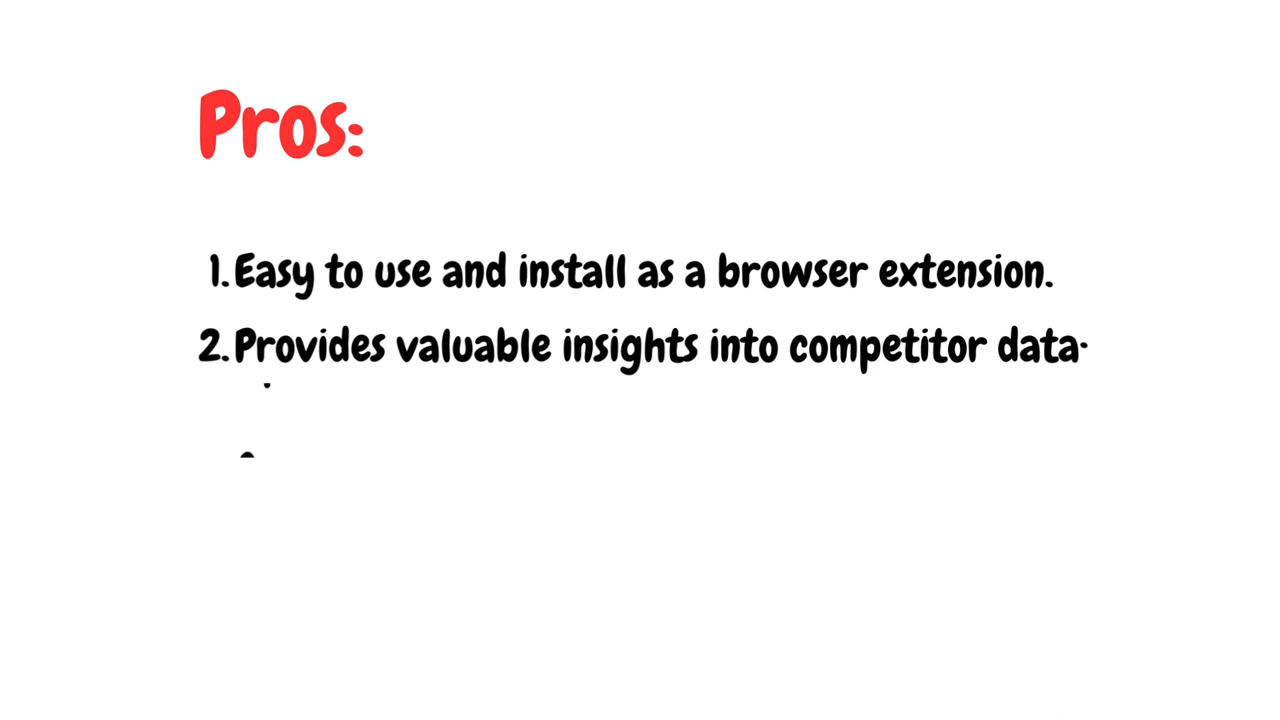 Pros:
1. Easy to use and install as a browser extension.
2. Provides valuable insights into competitor data